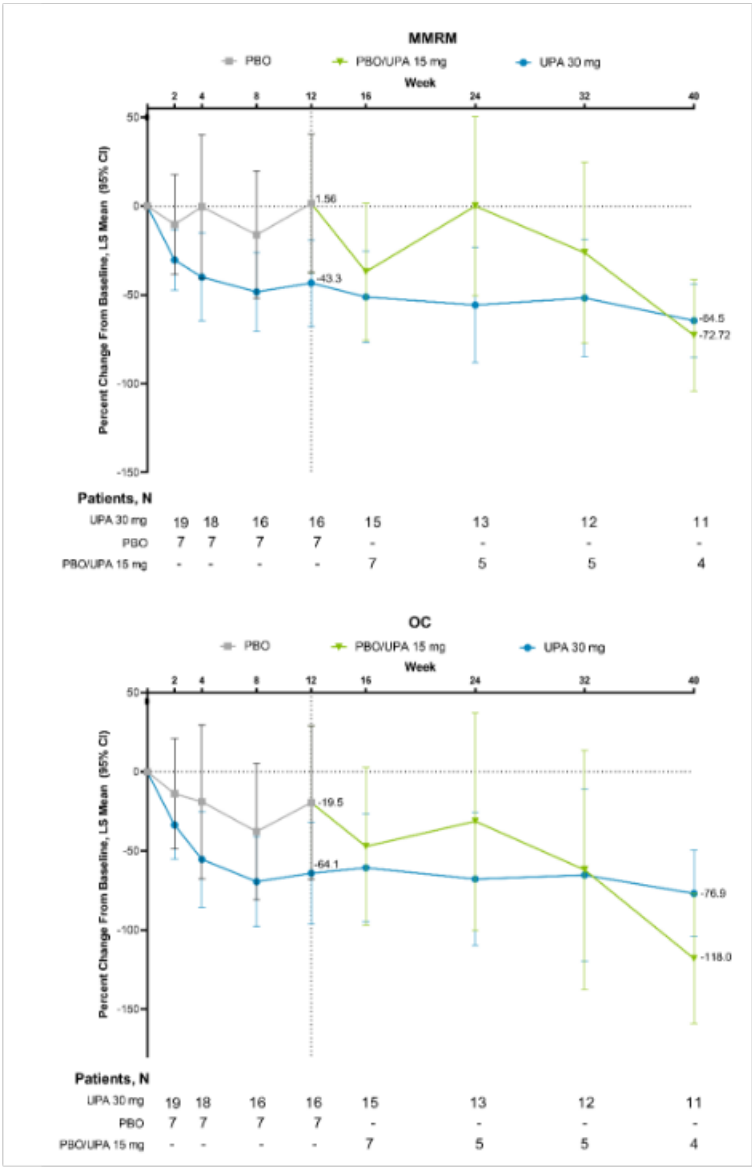 MMRM
PBO PBO/UPA 15 mg UPA 30 mg
Week
2 4 8 12 16 24 32 40
Percent Change From Baseline, LS Mean (95% CI)
50
0
-50
-100
-150
1.56
-43.3
-64.5
-72.72
Patients, N
UPA 30 mg 19 18 16 16 15 13 12 11
PBO 7 7 7 7 - - - -
PBO/UPA 15 mg - - - - 7 5 5 4
OC
PBO PBO/UPA 15 mg UPA 30 mg
Week
2 4 8 12 16 24 32 40
Percent Change From Baseline, LS Mean (95% CI)
50
0
-50
-100
-150
-19.5
-64.1
-76.9
-118.0
Patients, N
UPA 30 mg 19 18 16 16 15 13 12 11
PBO 7 7 7 7 - - - -
PBO/UPA 15 mg - - - - 7 5 5 4